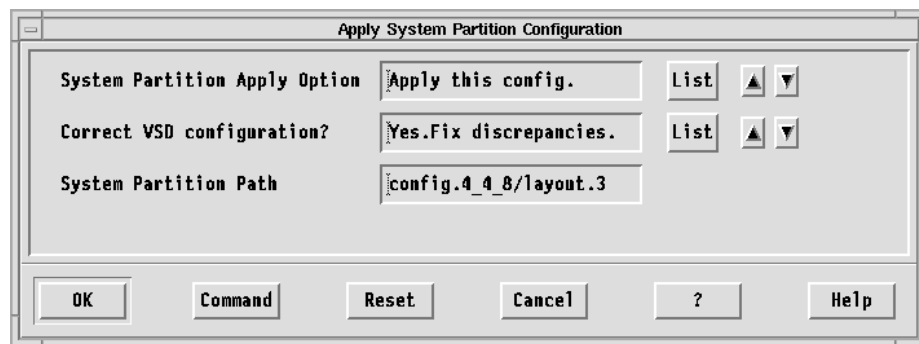 Apply System Partition Configuration
System Partition Apply Option Apply this config. List
Correct VSD configuration? Yes.Fix discrepancies. List
System Partition Path config.4_4_8/layout.3
OK Command Reset Cancel ? Help